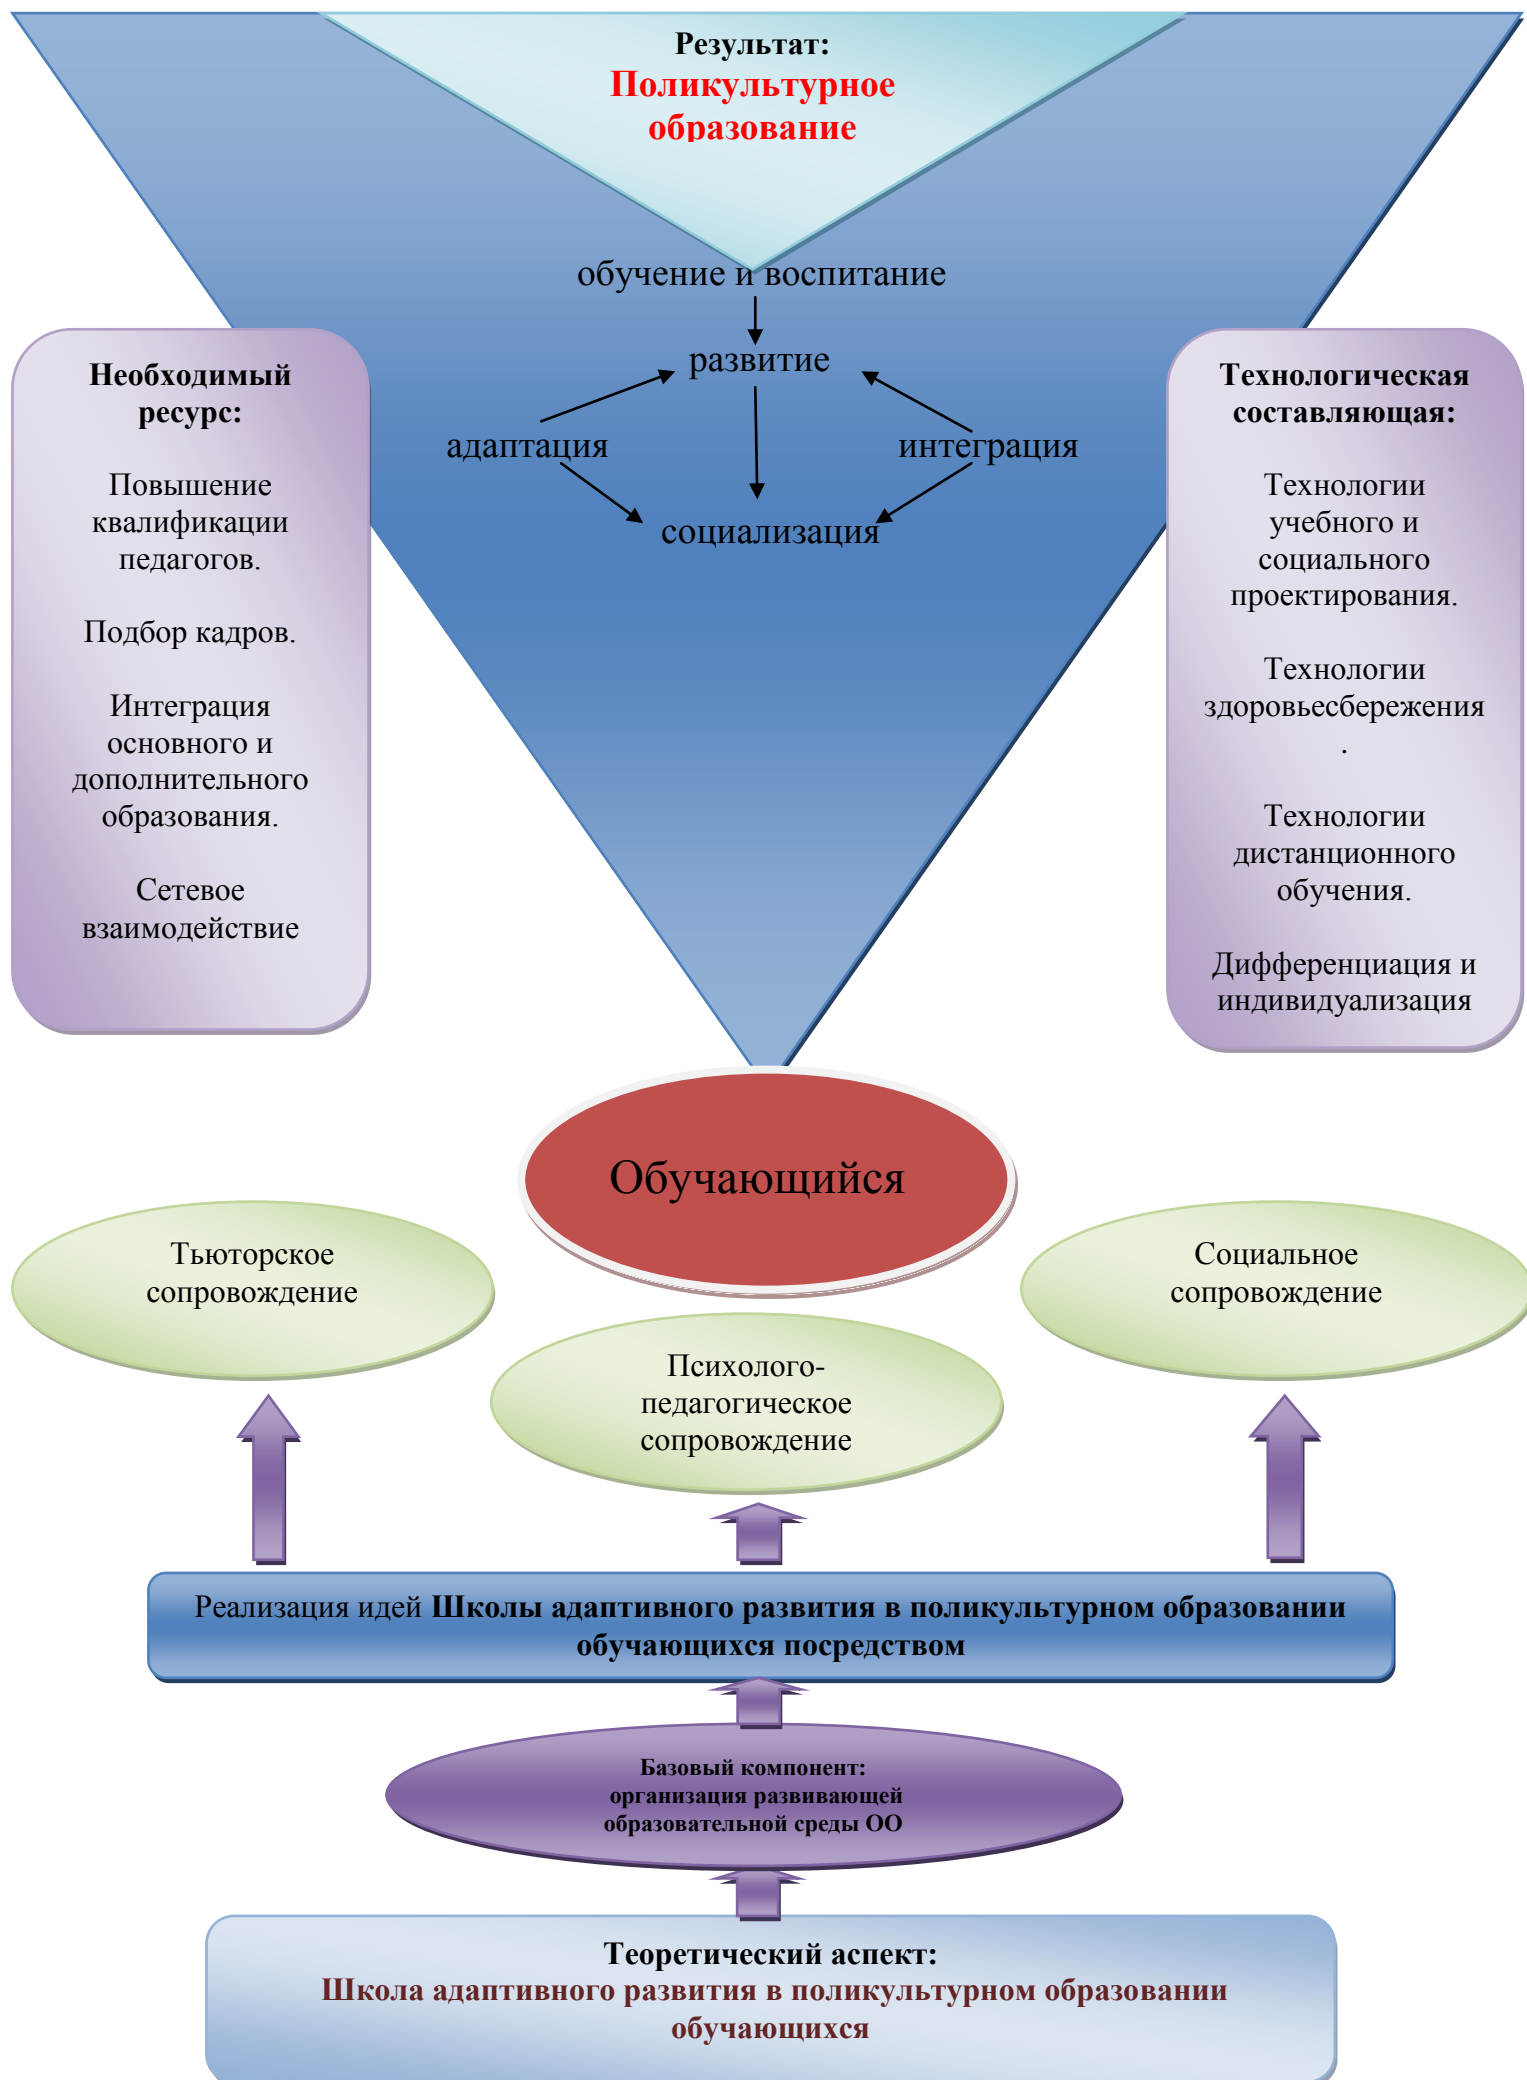 Результат:
Поликультурное
образование
обучение и воспитание
развитие
адаптация
интеграция
социализация
Необходимый
ресурс:
Повышение
квалификации
педагогов.
Подбор кадров.
Интеграция
основного и
дополнительного
образования.
Сетевое
взаимодействие
Технологическая
составляющая:
Технологии
учебного и
социального
проектирования.
Технологии
здоровьесбережения
.
Технологии
дистанционного
обучения.
Дифференциация и
индивидуализация
Обучающийся
Тьюторское
сопровождение
Психолого-
педагогическое
сопровождение
Социальное
сопровождение
Реализация идей Школы адаптивного развития в поликультурном образовании
обучающихся посредством
Базовый компонент:
организация развивающей
образовательной среды ОО
Теоретический аспект:
Школа адаптивного развития в поликультурном образовании
обучающихся